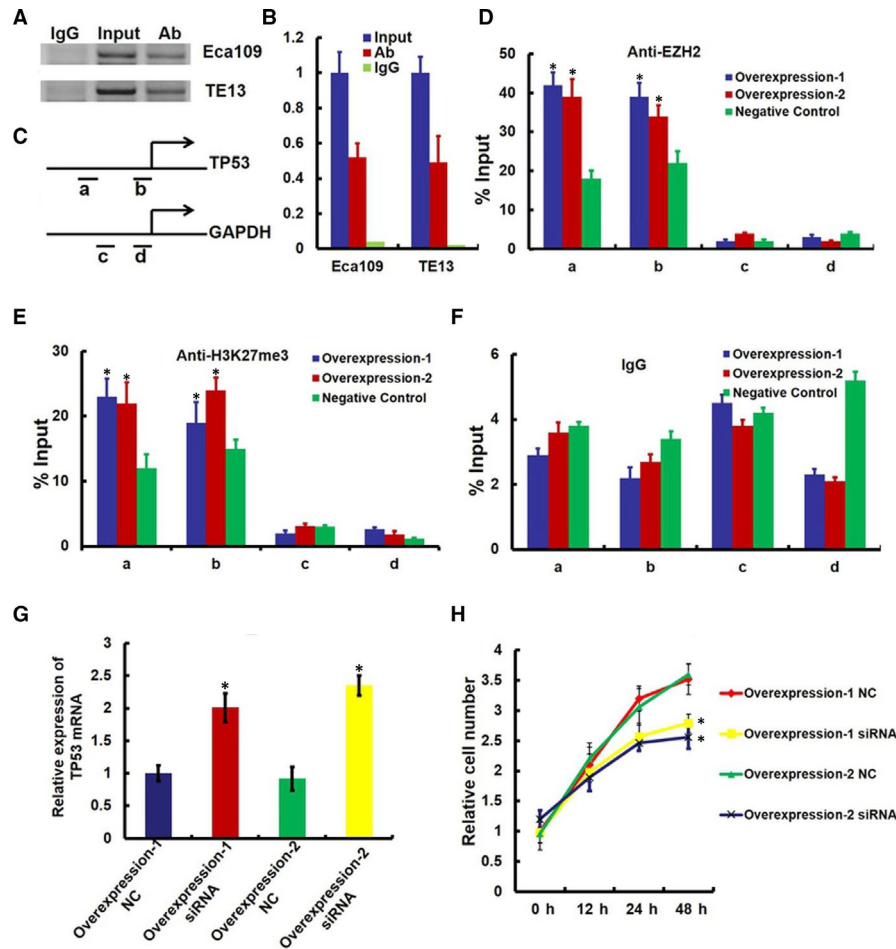 A
IgG Input Ab
Eca109
TE13
B
1.2
1
0.8
0.6
0.4
0.2
0
Input
Ab
IgG
Eca109 TE13
C
TP53
a b
GAPDH
c d
D
Anti-EZH2
% Input
50
40
30
20
10
0
* * * *
Overexpression-1
Overexpression-2
Negative Control
a b c d
E
Anti-H3K27me3
% Input
30
20
10
0
* * * *
Overexpression-1
Overexpression-2
Negative Control
a b c d
F
IgG
% Input
6
4
2
0
Overexpression-1
Overexpression-2
Negative Control
a b c d
G
Relative expression of
TP53 mRNA
3
2.5
2
1.5
1
0.5
0
* *
Overexpression-1
NC
Overexpression-1
siRNA
Overexpression-2
NC
Overexpression-2
siRNA
H
Relative cell number
4
3.5
3
2.5
2
1.5
1
0.5
0
*
*
0 h 12 h 24 h 48 h
Overexpression-1 NC
Overexpression-1 siRNA
Overexpression-2 NC
Overexpression-2 siRNA